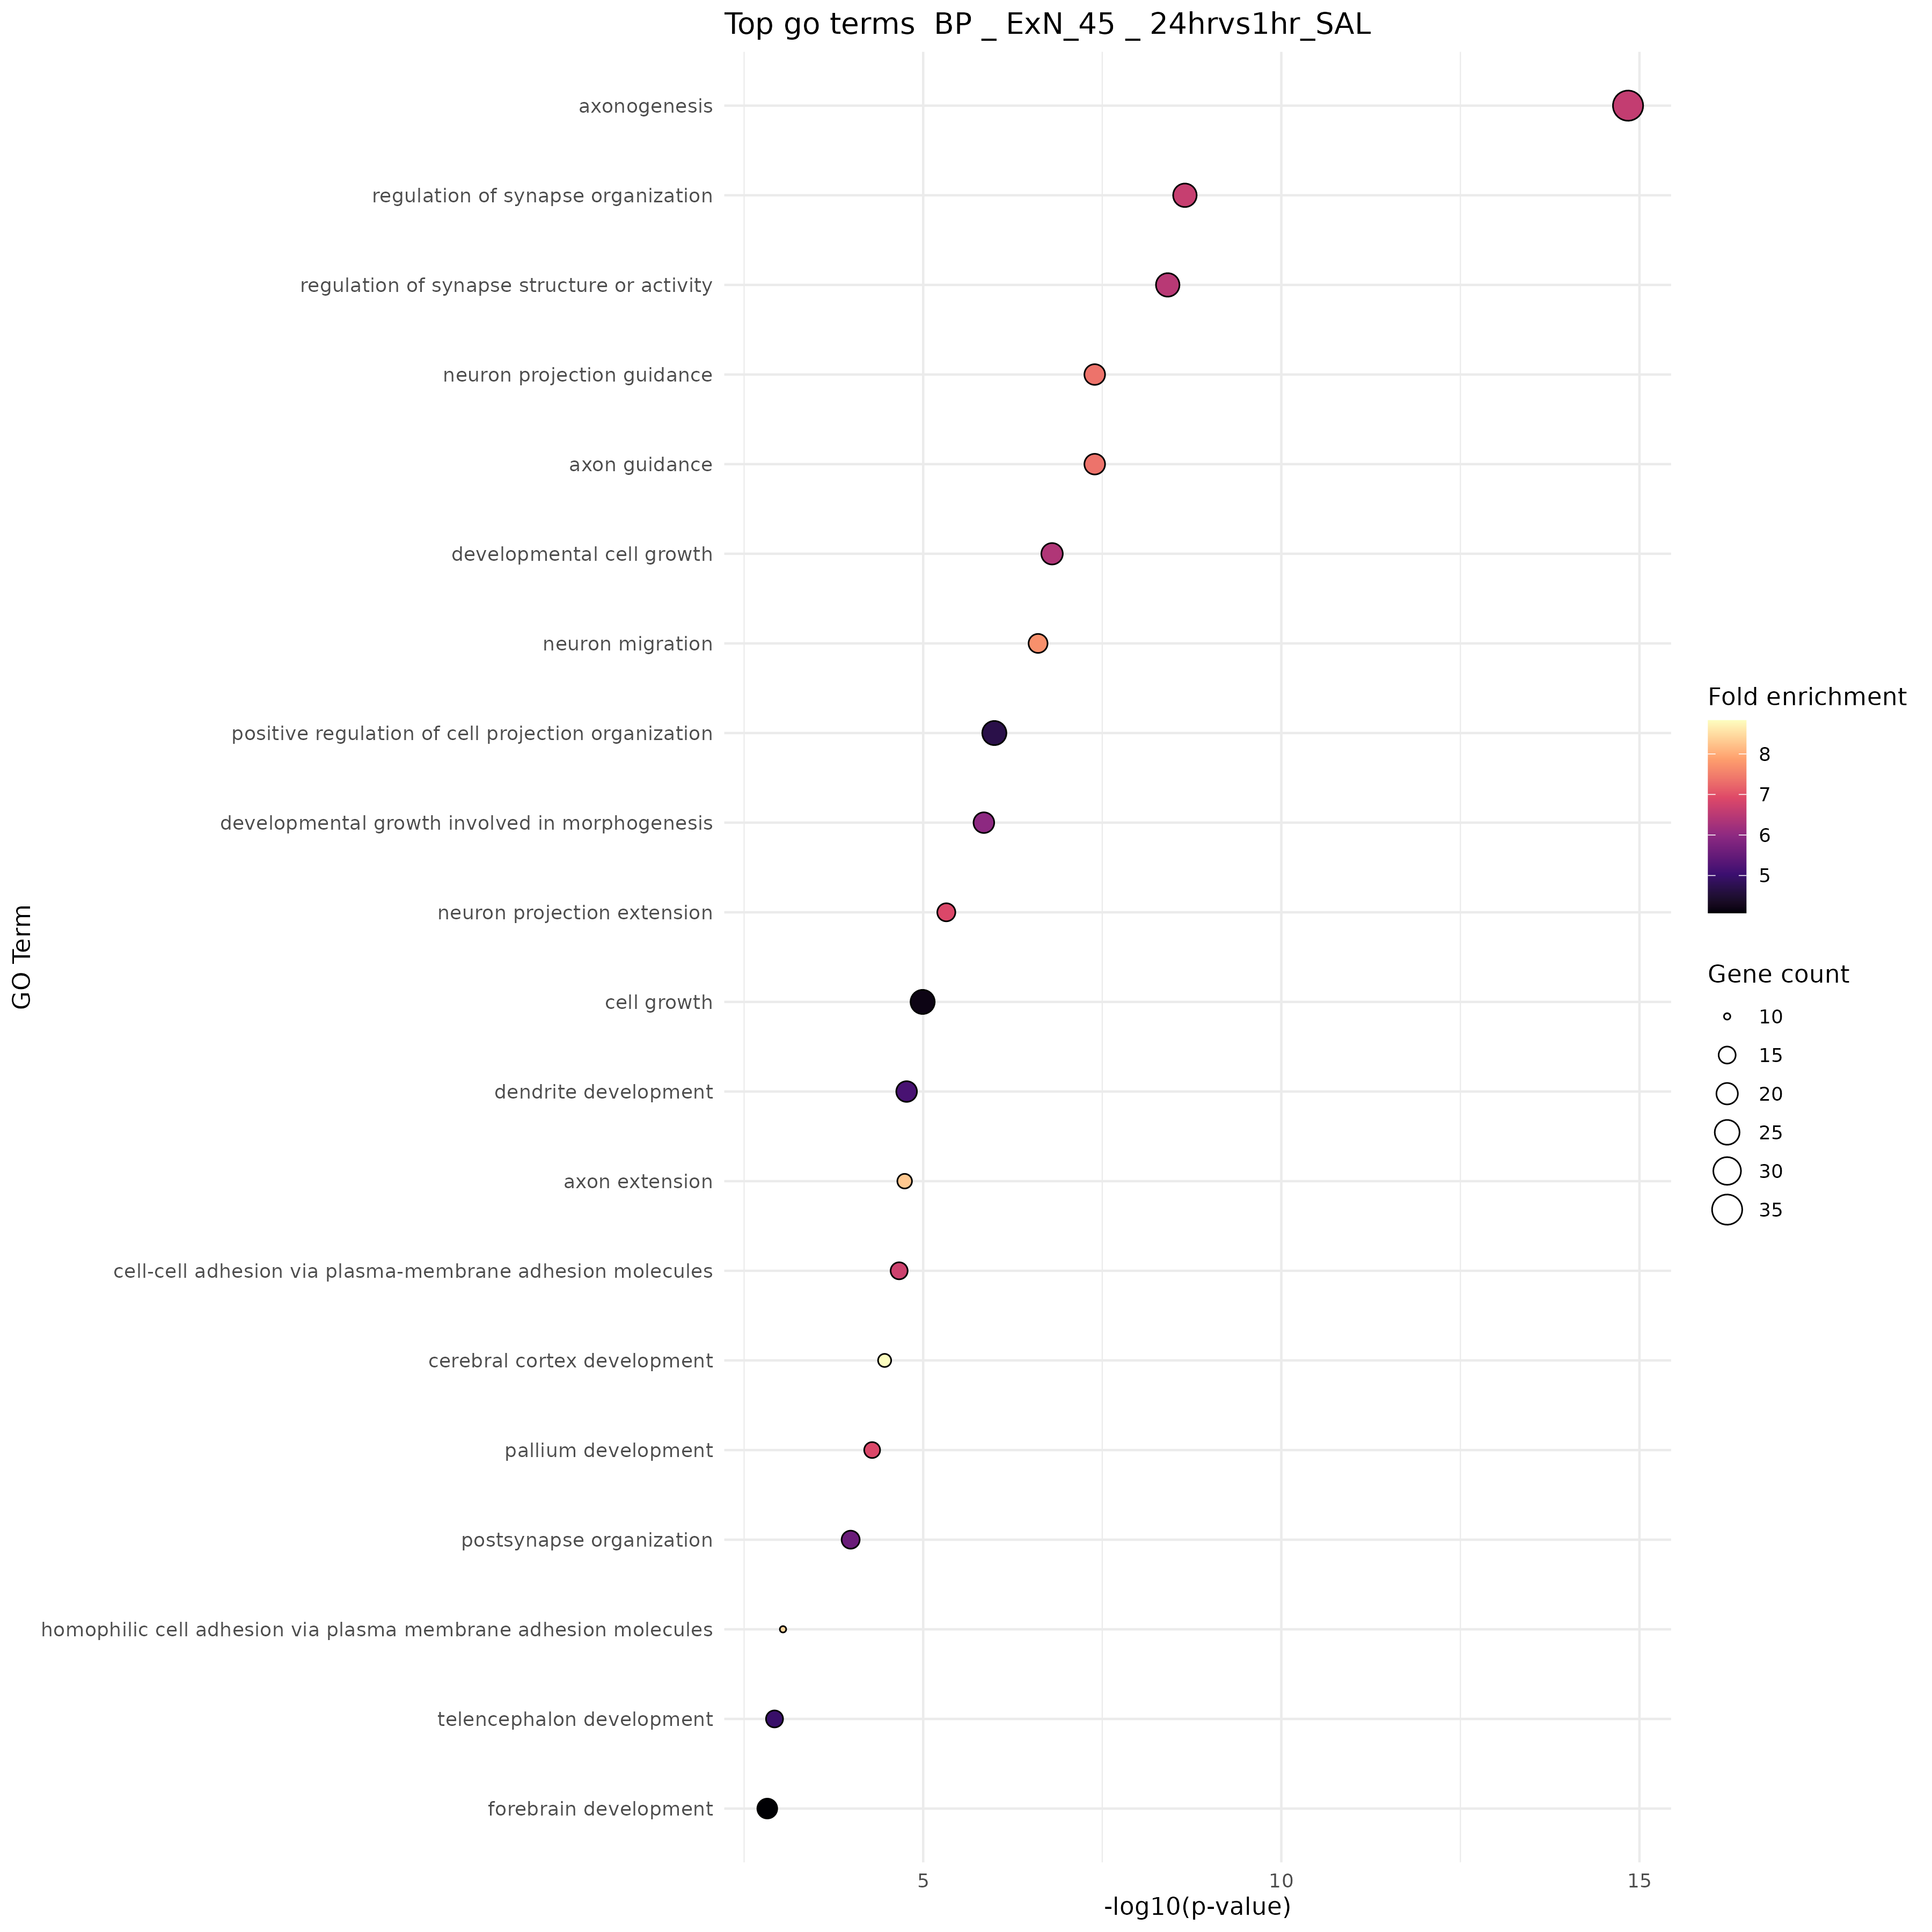 Top go terms  BP _ ExN_45 _ 24hrvs1hr_SAL
axonogenesis
regulation of synapse organization
regulation of synapse structure or activity
neuron projection guidance
axon guidance
developmental cell growth
neuron migration
positive regulation of cell projection organization
developmental growth involved in morphogenesis
neuron projection extension
cell growth
dendrite development
axon extension
cell-cell adhesion via plasma-membrane adhesion molecules
cerebral cortex development
pallium development
postsynapse organization
homophilic cell adhesion via plasma membrane adhesion molecules
telencephalon development
forebrain development
GO Term
5
10
15
-log10(p-value)
Fold enrichment
8
7
6
5
Gene count
10
15
20
25
30
35